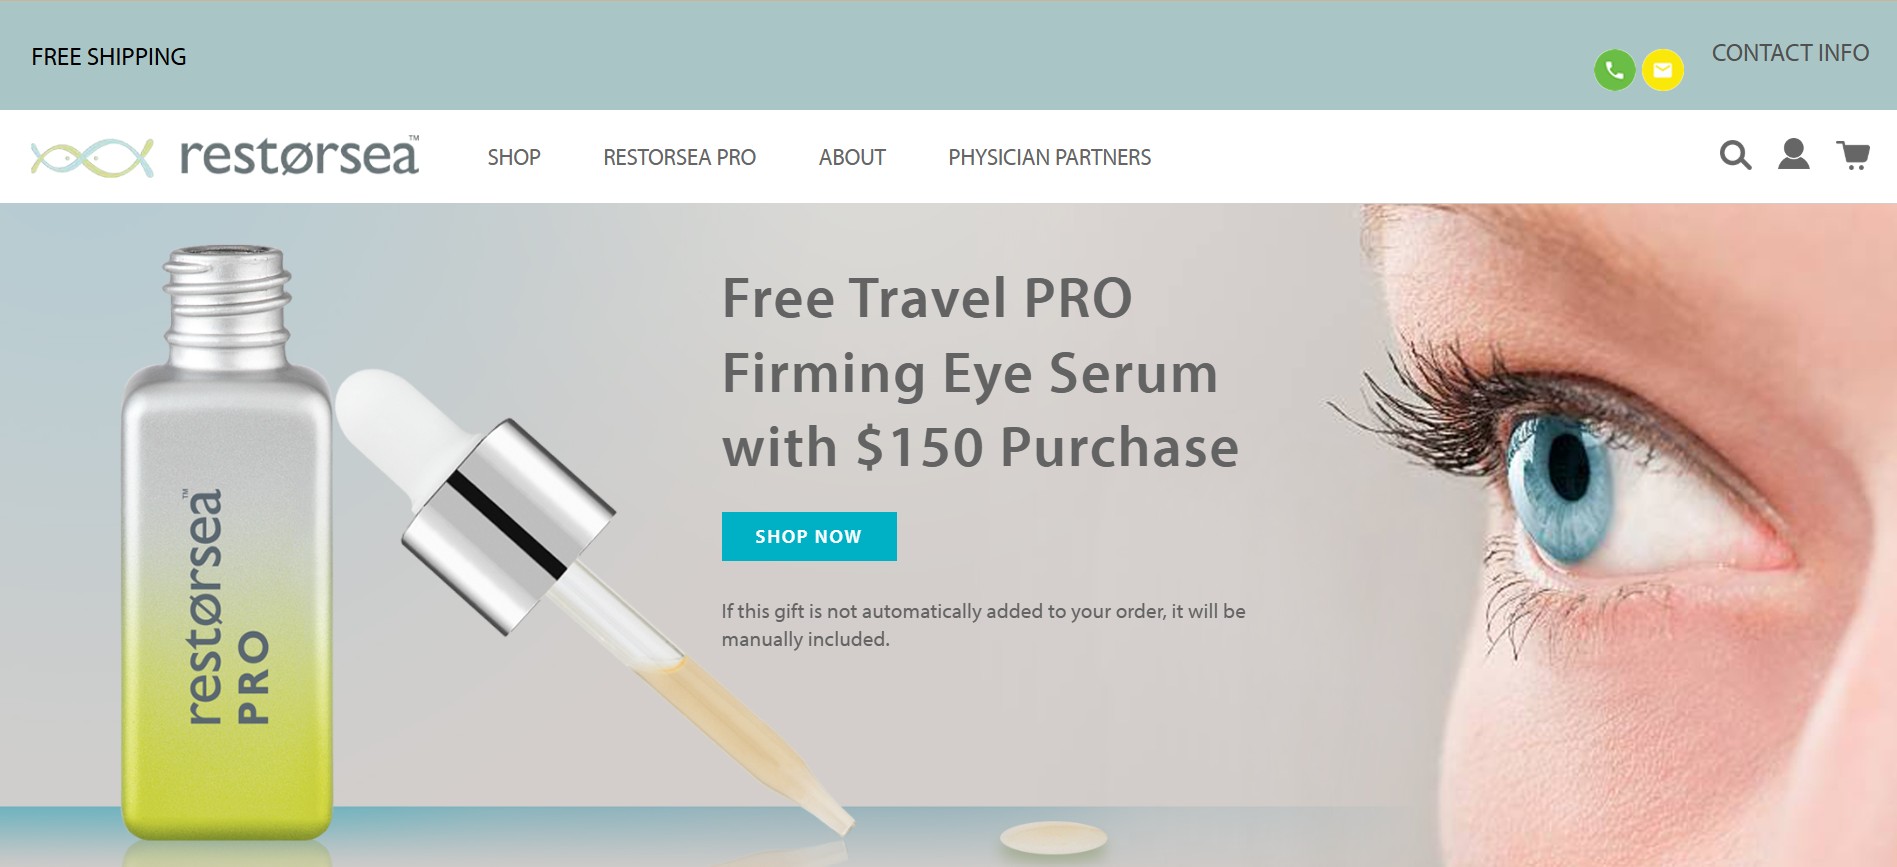 FREE SHIPPING
CONTACT INFO
restørsea™
SHOP
RESTORSEA PRO
ABOUT
PHYSICIAN PARTNERS
Free Travel PRO
Firming Eye Serum
with $150 Purchase
SHOP NOW
If this gift is not automatically added to your order, it will be
manually included.
restørsea™
PRO